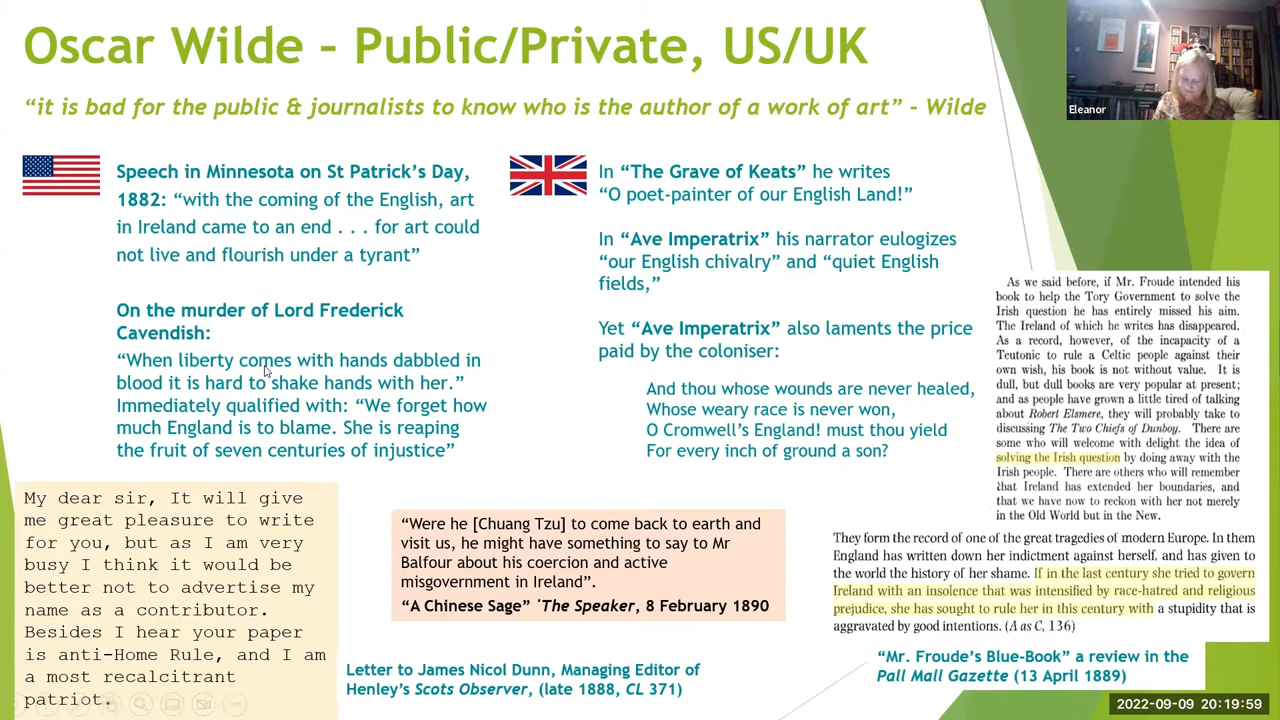 Oscar Wilde – Public/Private, US/UK
“it is bad for the public & journalists to know who is the author of a work of art” - Wilde
Eleanor
Speech in Minnesota on St Patrick’s Day,
1882: “with the coming of the English, art
in Ireland came to an end . . . for art could
not live and flourish under a tyrant”
On the murder of Lord Frederick
Cavendish:
“When liberty comes with hands dabbled in
blood it is hard to shake hands with her.”
Immediately qualified with: “We forget how
much England is to blame. She is reaping
the fruit of seven centuries of injustice”
In “The Grave of Keats” he writes
“O poet-painter of our English Land!”
In “Ave Imperatrix” his narrator eulogizes
“our English chivalry” and “quiet English
fields,”
Yet “Ave Imperatrix” also laments the price
paid by the coloniser:
And thou whose wounds are never healed,
Whose weary race is never won,
O Cromwell’s England! must thou yield
For every inch of ground a son?
As we said before, if Mr. Froude intended his
book to help the Tory Government to solve the
Irish question he has entirely missed his aim.
The Ireland of which he writes has disappeared.
As a record, however, of the incapacity of a
Teutonic to rule a Celtic people against their
own wish, his book is not without value. It is
dull, but dull books are very popular at present;
and as people have grown a little tired of talking
about Robert Elsmere, they will probably take to
discussing The Two Chiefs of Dunboy. There are
some who will welcome with delight the idea of
solving the Irish question by doing away with the
Irish people. There are others who will remember
that Ireland has extended her boundaries, and
that we have now to reckon with her not merely
in the Old World but in the New.
They form the record of one of the great tragedies of modern Europe. In them
England has written down her indictment against herself, and has given to
the world the history of her shame. If in the last century she tried to govern
Ireland with an insolence that was intensified by race-hatred and religious
prejudice, she has sought to rule her in this century with a stupidity that is
aggravated by good intentions. (A as C, 136)
“Mr. Froude’s Blue-Book” a review in the
Pall Mall Gazette (13 April 1889)
My dear sir, It will give
me great pleasure to write
for you, but as I am very
busy I think it would be
better not to advertise my
name as a contributor.
Besides I hear your paper
is anti-Home Rule, and I am
a most recalcitrant
patriot.
“Were he [Chuang Tzu] to come back to earth and
visit us, he might have something to say to Mr
Balfour about his coercion and active
misgovernment in Ireland”.
“A Chinese Sage” ‘The Speaker, 8 February 1890
Letter to James Nicol Dunn, Managing Editor of
Henley’s Scots Observer, (late 1888, CL 371)
2022-09-09 20:19:59